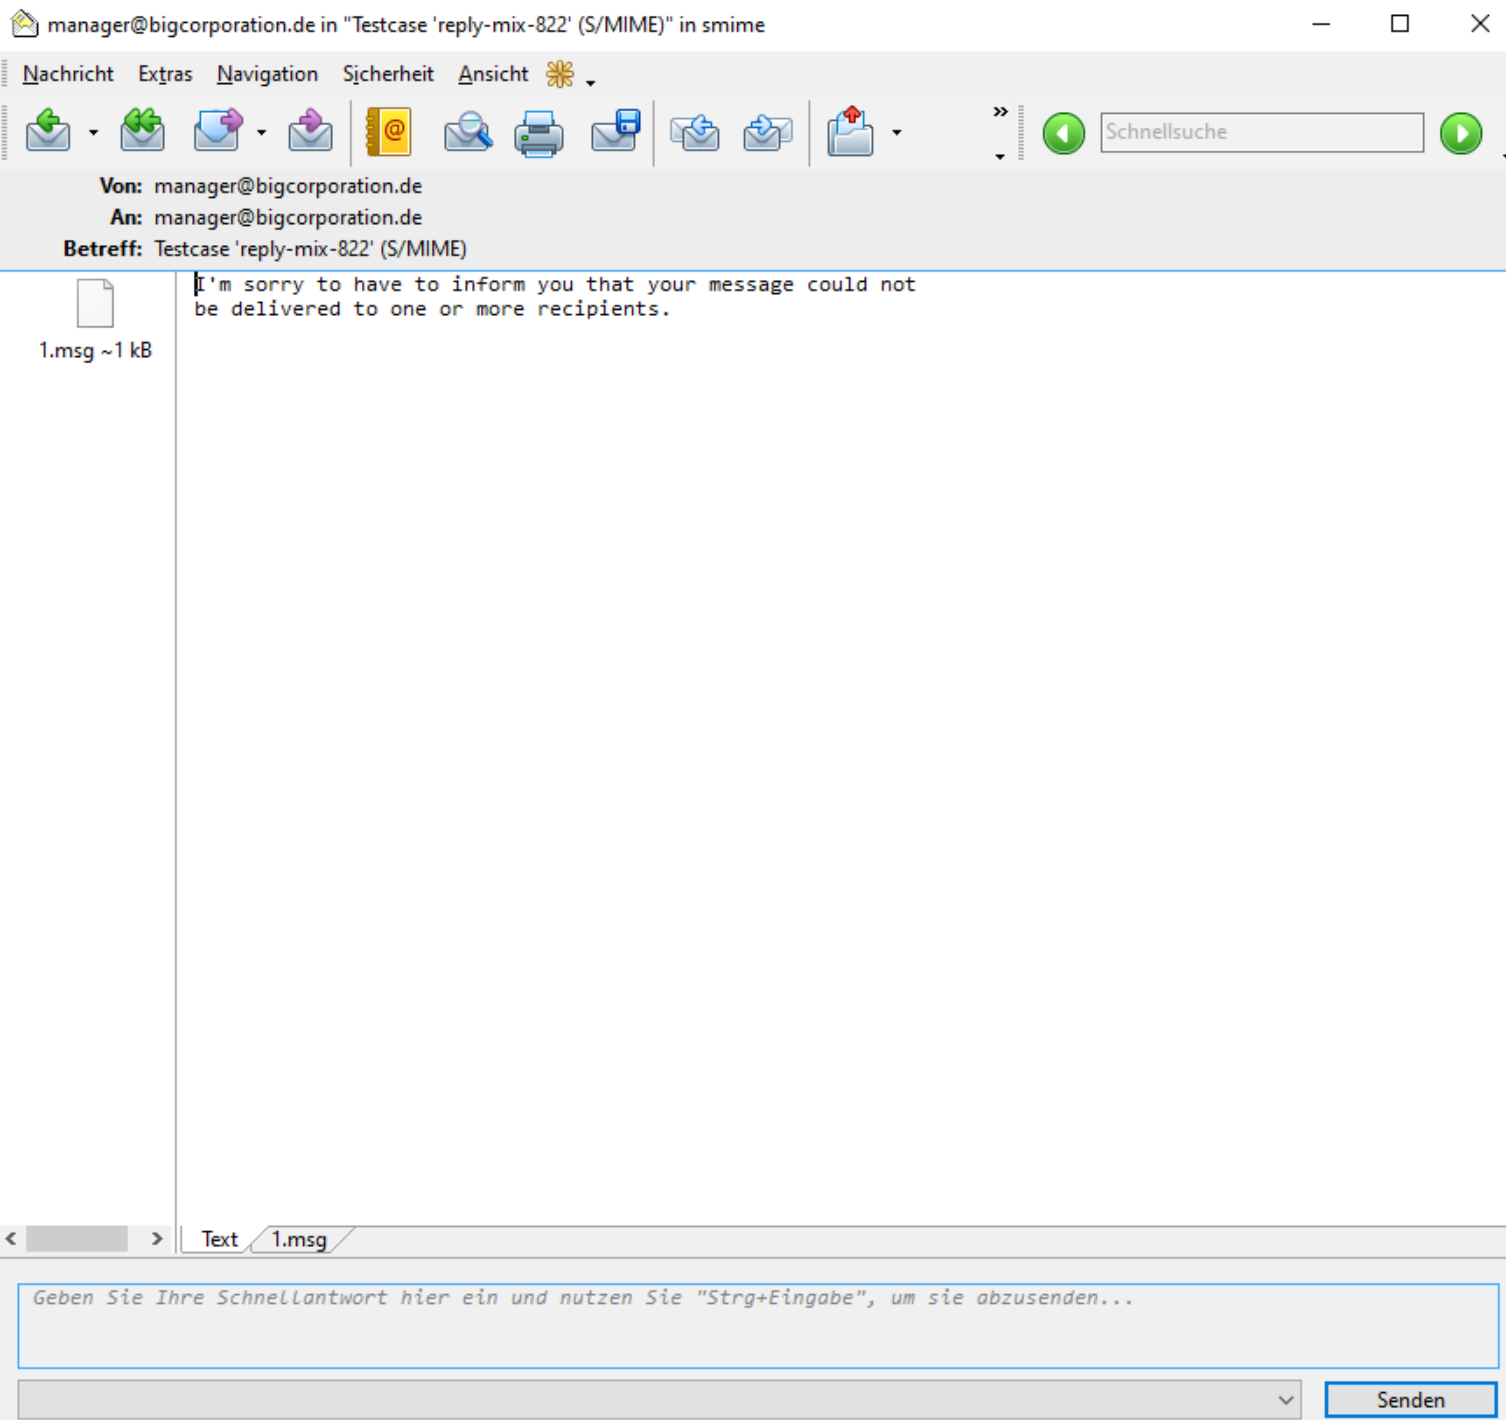 manager@bigcorporation.de in "Testcase 'reply-mix-822' (S/MIME)" in smime
Nachricht Extras Navigation Sicherheit Ansicht
@ » Schnellsuche
Von: manager@bigcorporation.de
An: manager@bigcorporation.de
Betreff: Testcase 'reply-mix-822' (S/MIME)
I'm sorry to have to inform you that your message could not
be delivered to one or more recipients.
1.msg ~1 kB
Text 1.msg
Geben Sie Ihre Schnellantwort hier ein und nutzen Sie "Strg+Eingabe", um sie abzusenden...
Senden